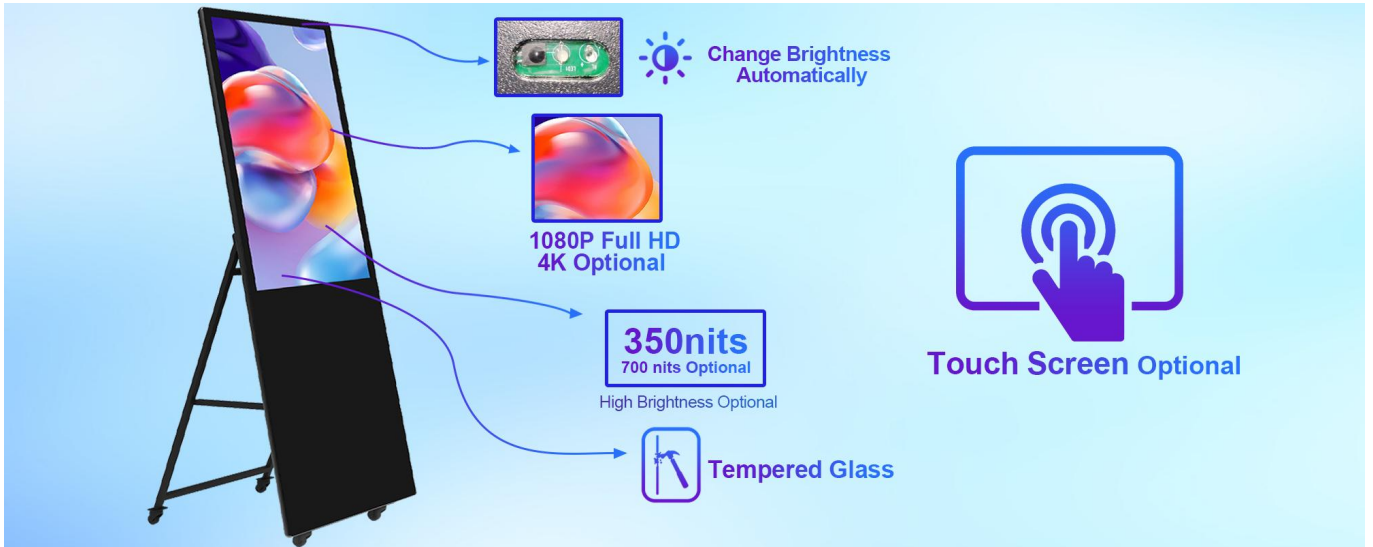 Change Brightness
Automatically
1080P Full HD
4K Optional
350nits
700 nits Optional
High Brightness Optional
Tempered Glass
Touch Screen Optional